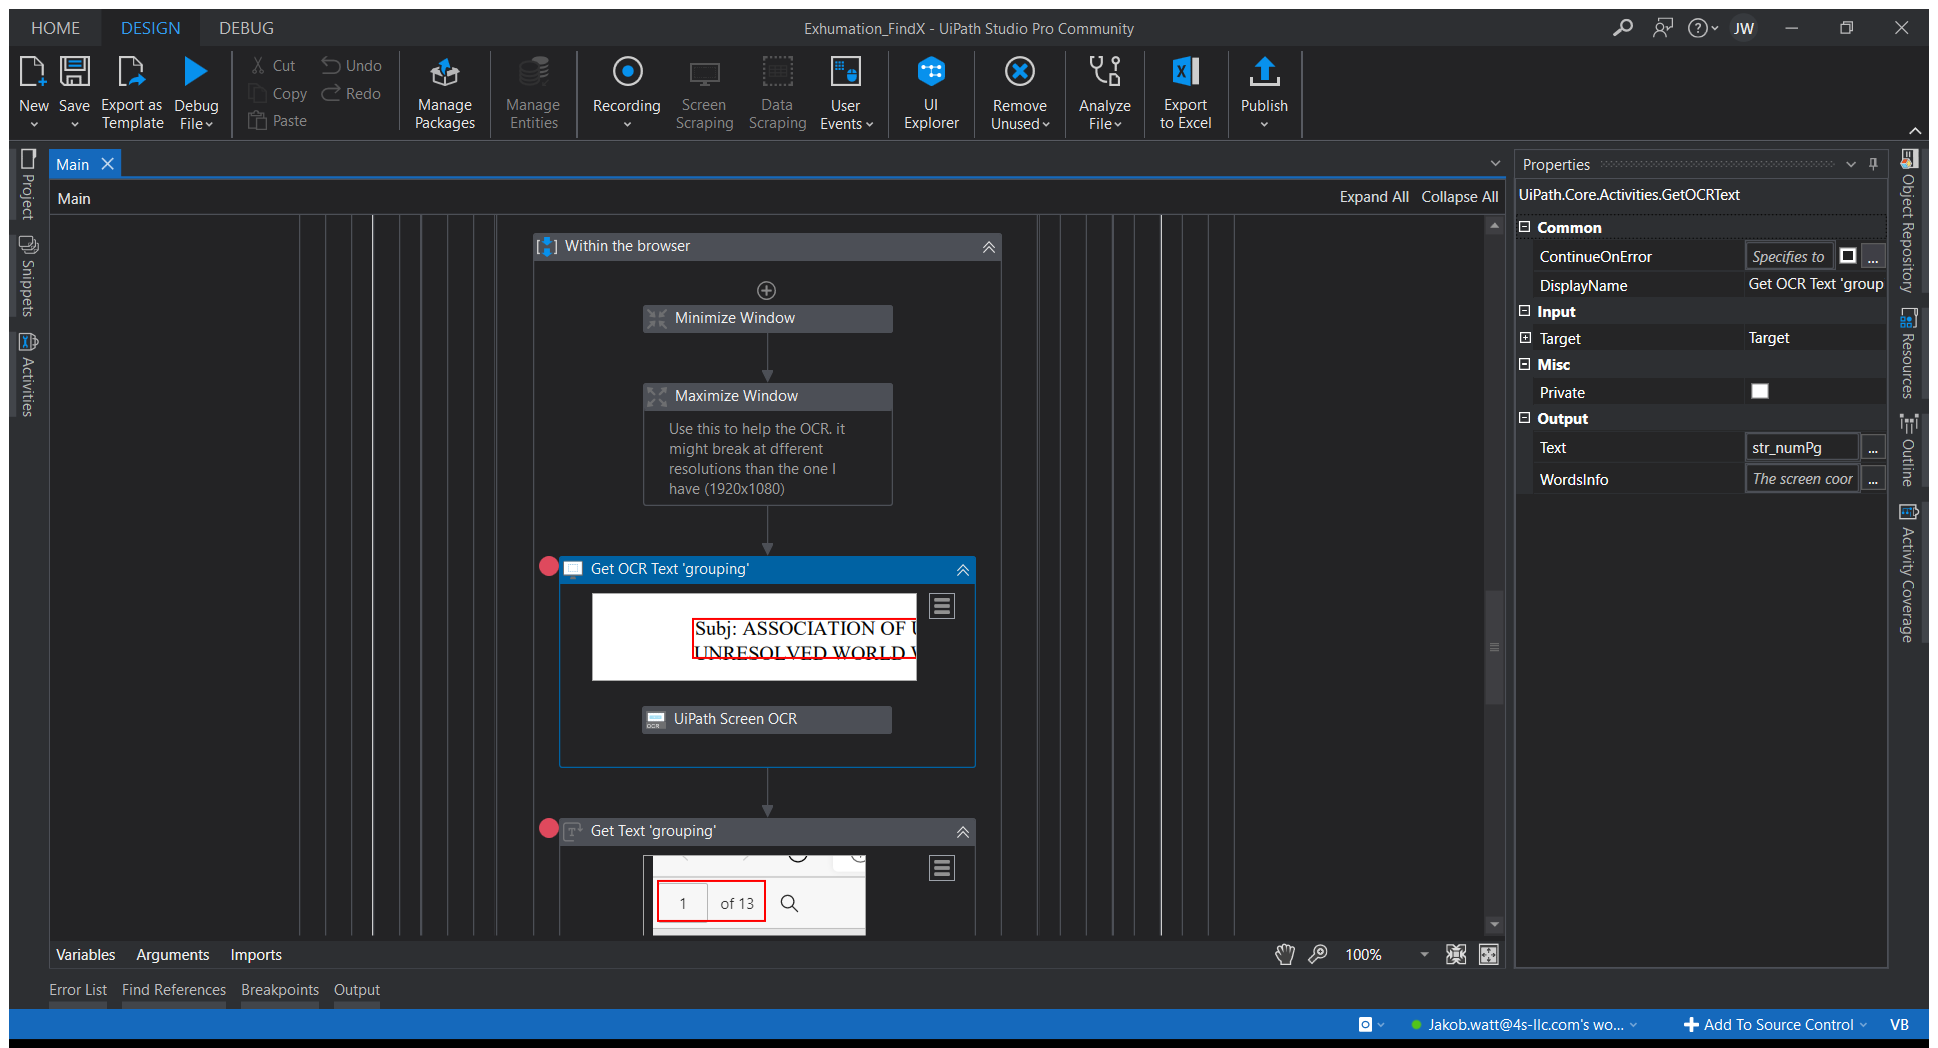 HOME DESIGN DEBUG Exhumation_FindX - UiPath Studio Pro Community JW
New Save Export as Template Debug File
Cut Copy Paste Undo Redo
Manage Packages Manage Entities
Recording Screen Scraping Data Scraping User Events
UI Explorer Remove Unused Analyze File Export to Excel Publish
Project
Snippets
Activities
Main
Main Expand All Collapse All
Within the browser
Minimize Window
Maximize Window
Use this to help the OCR. it
might break at dfferent
resolutions than the one I
have (1920x1080)
Get OCR Text 'grouping'
Subj: ASSOCIATION OF
UNRESOLVED WORLD
OCR UiPath Screen OCR
Get Text 'grouping'
1 of 13
Variables Arguments Imports 100%
Properties
UiPath.Core.Activities.GetOCRText
Common
ContinueOnError Specifies to ...
DisplayName Get OCR Text 'group
Input
Target Target
Misc
Private
Output
Text str_numPg ...
WordsInfo The screen coor ...
Object Repository
Resources
Outline
Activity Coverage
Error List Find References Breakpoints Output
Jakob.watt@4s-llc.com's wo... Add To Source Control VB